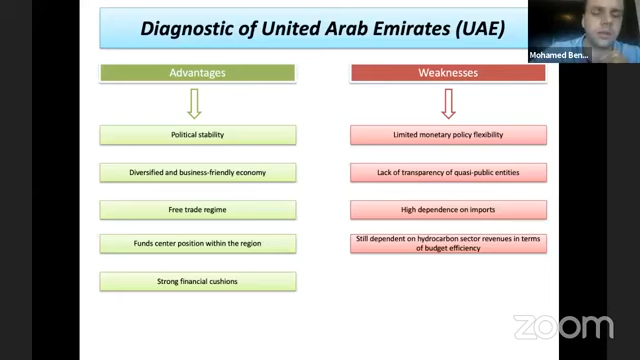 Diagnostic of United Arab Emirates (UAE)
Mohamed Ben...
Advantages
Political stability
Diversified and business-friendly economy
Free trade regime
Funds center position within the region
Strong financial cushions
Weaknesses
Limited monetary policy flexibility
Lack of transparency of quasi-public entities
High dependence on imports
Still dependent on hydrocarbon sector revenues in terms
of budget efficiency
zoom